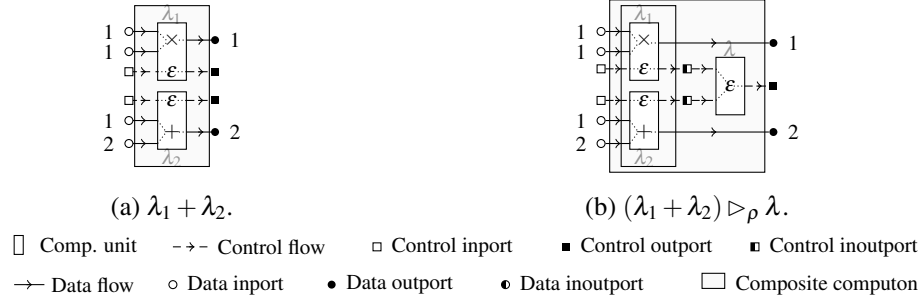 λ₁ λ
1 × 1 1 × 1
1 1
ε ε ε
ε ε
1 1
2 + 2 2 + 2
λ₂ λ₂
(a) λ₁ + λ₂. (b) (λ₁ + λ₂) ▷ρ λ.
Comp. unit Control flow Control inport Control outport Control inoutport
Data flow Data inport Data outport Data inoutport Composite computon